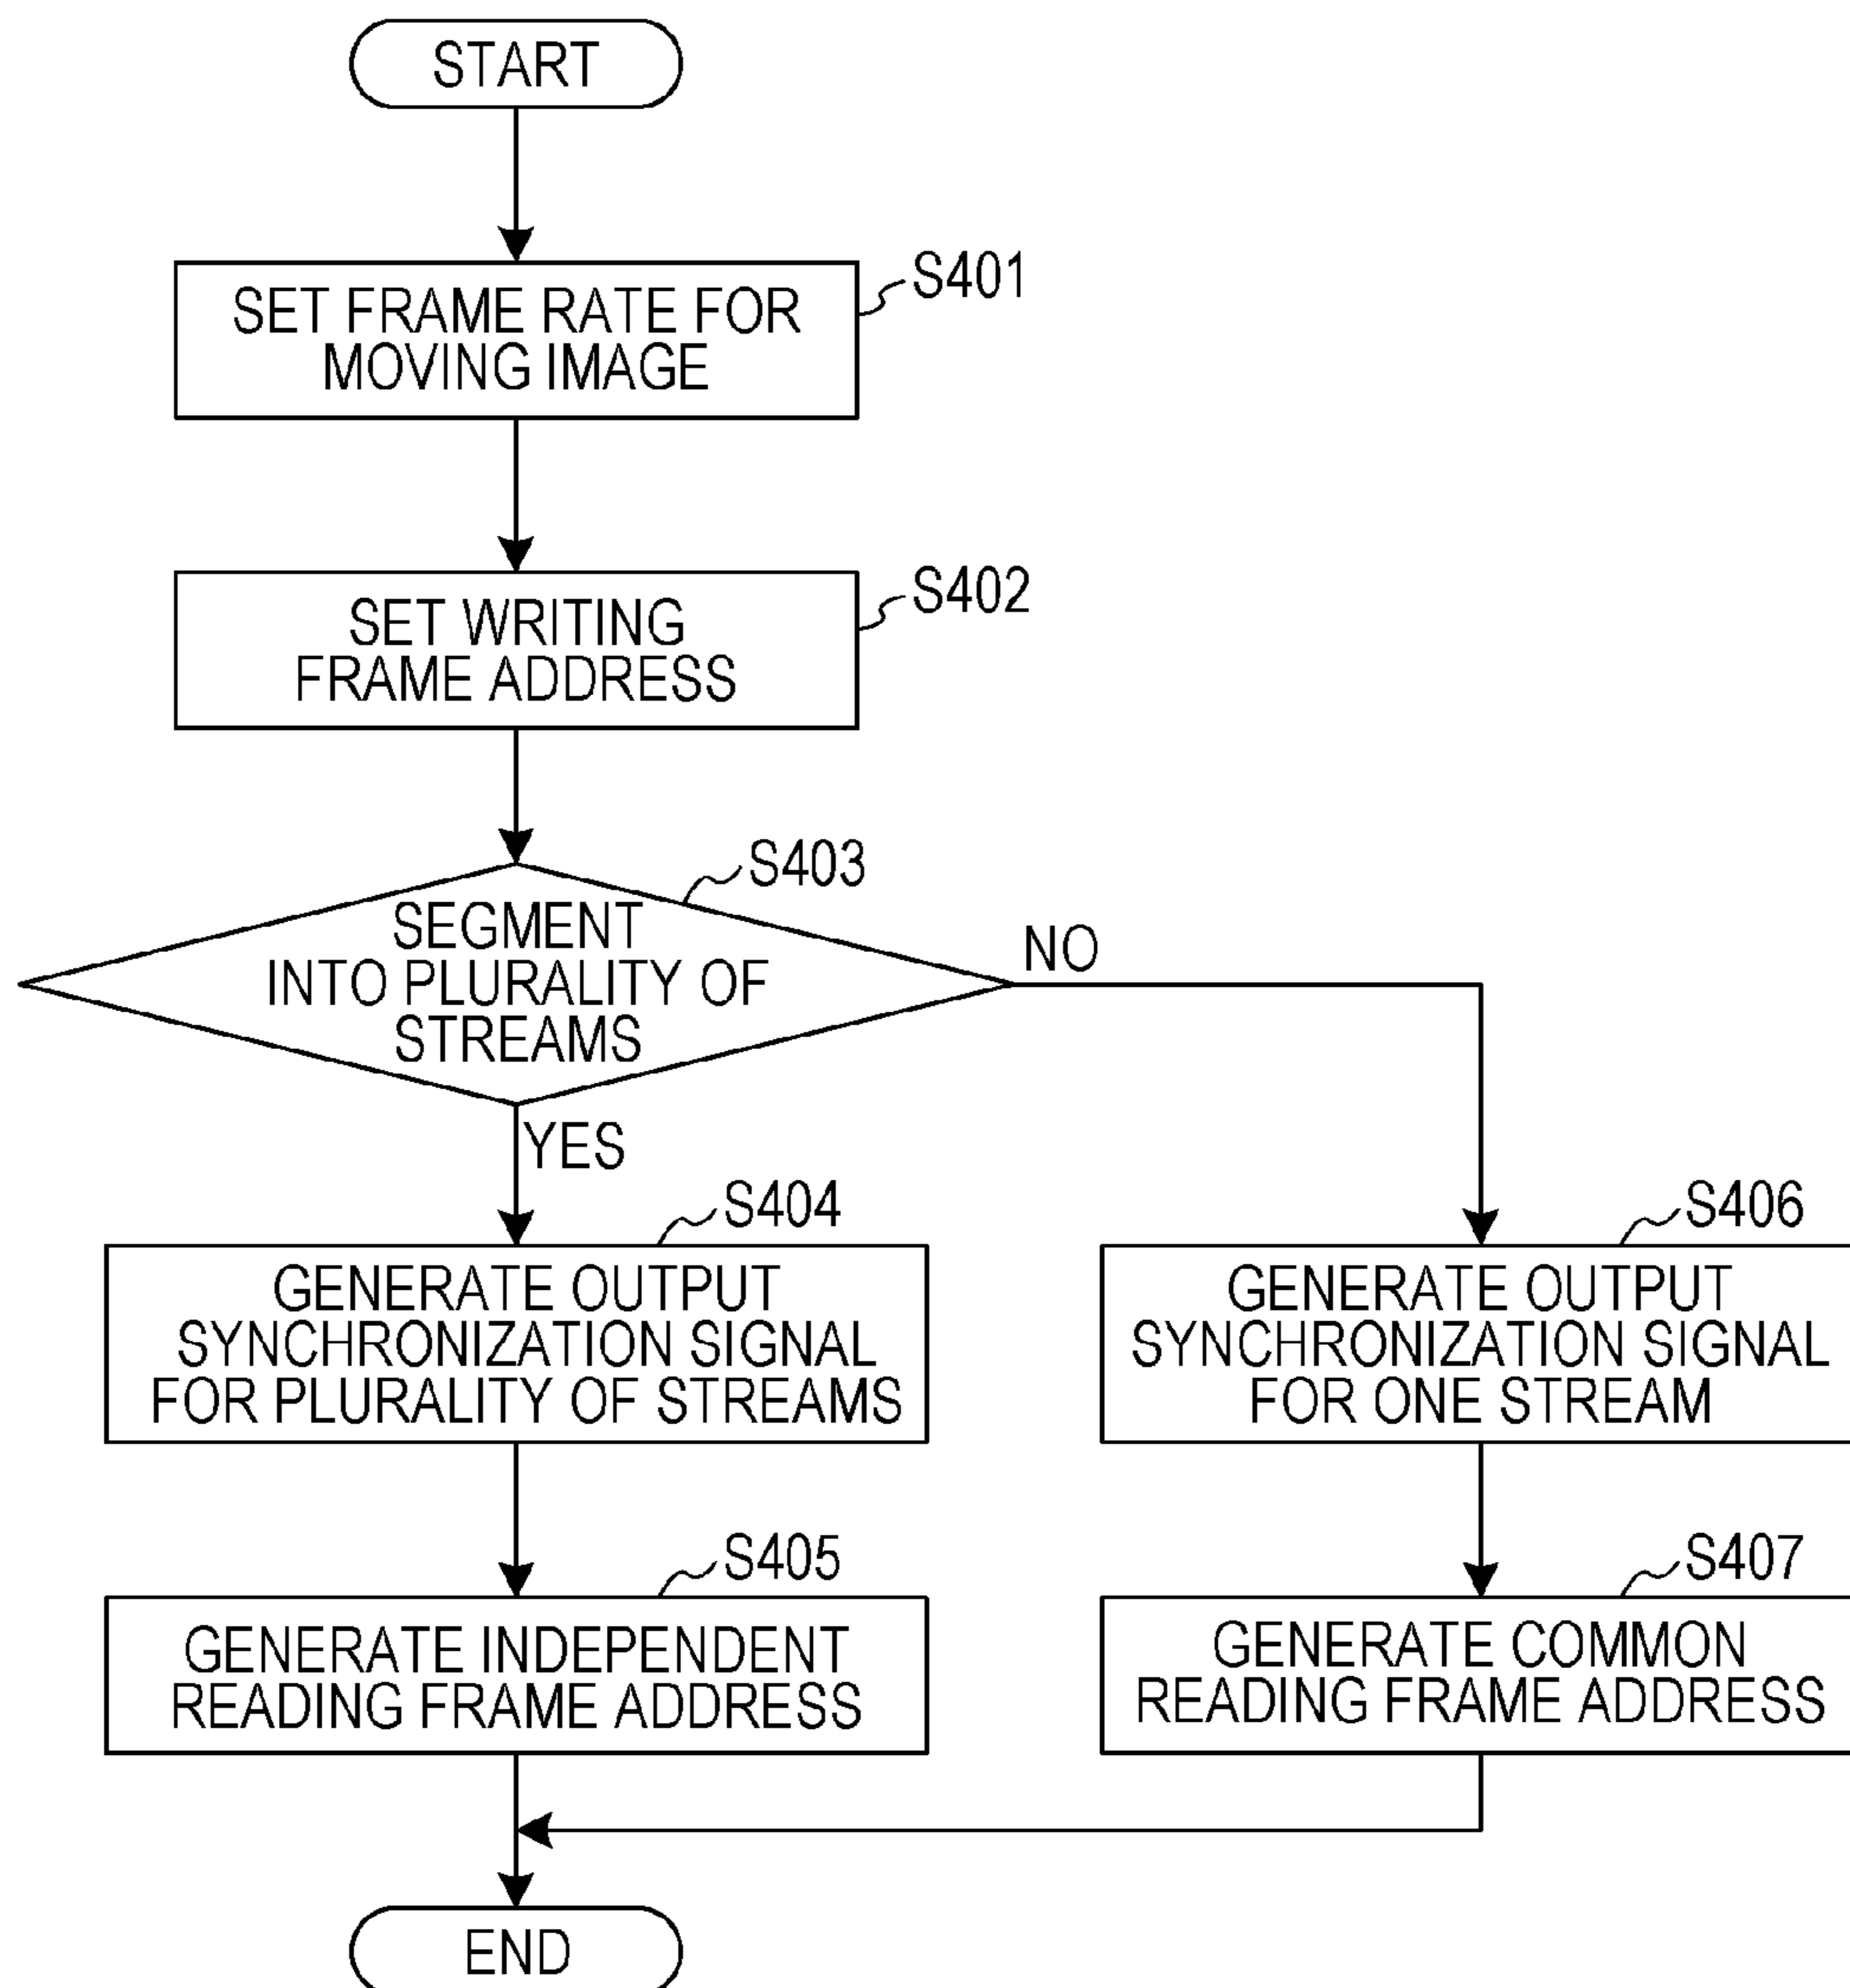 START
S401
SET FRAME RATE FOR
MOVING IMAGE
S402
SET WRITING
FRAME ADDRESS
S403
SEGMENT
INTO PLURALITY OF
STREAMS
NO
YES
S404
GENERATE OUTPUT
SYNCHRONIZATION SIGNAL
FOR PLURALITY OF STREAMS
S406
GENERATE OUTPUT
SYNCHRONIZATION SIGNAL
FOR ONE STREAM
S405
GENERATE INDEPENDENT
READING FRAME ADDRESS
S407
GENERATE COMMON
READING FRAME ADDRESS
END